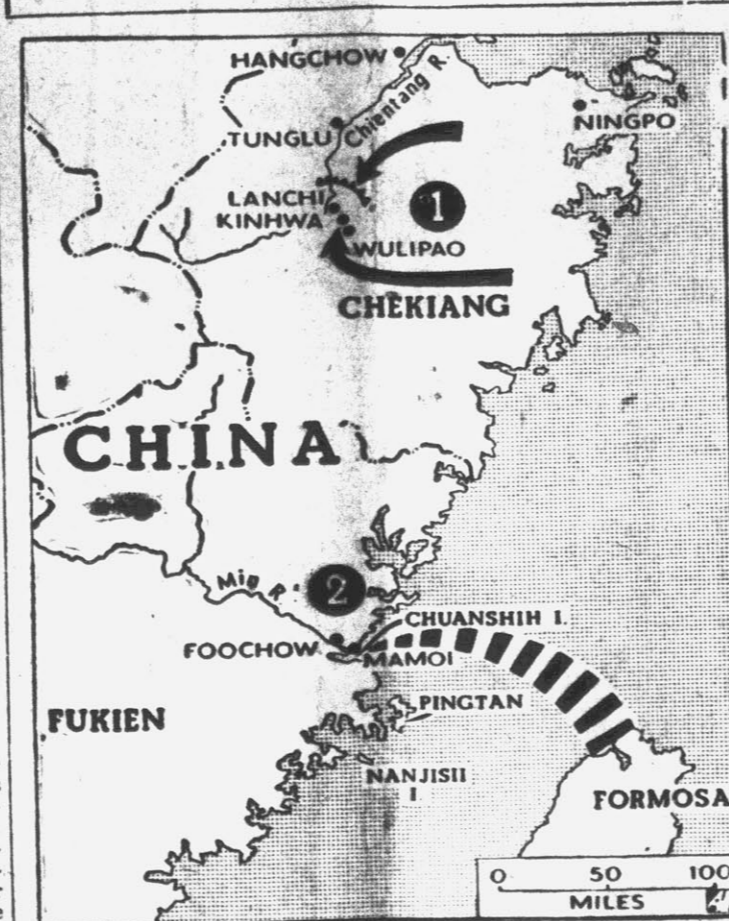 HANGCHOW
Chientang R.
TUNGLU
NINGPO
LANCHI
KINHWA
1
WULIPAO
CHEKIANG
CHINA
Min R.
2
CHUANSHIH I.
FOOCHOW
MAMOI
PINGTAN
FUKIEN
NANJISII
I
FORMOSA
0 50 100
MILES